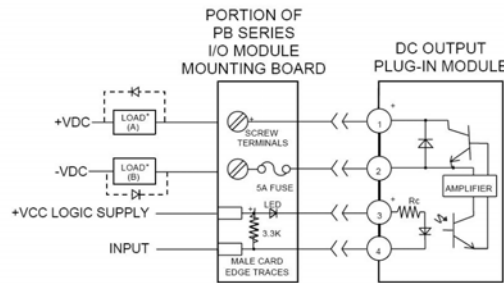 PORTION OF
PB SERIES
I/O MODULE
MOUNTING BOARD
DC OUTPUT
PLUG-IN MODULE
+VDC
LOAD*
(A)
+
SCREW
TERMINALS
+
1
-VDC
LOAD*
(B)
5A FUSE
2
AMPLIFIER
+VCC LOGIC SUPPLY
+
LED
3.3K
+
3
Rc
INPUT
4
MALE CARD
EDGE TRACES